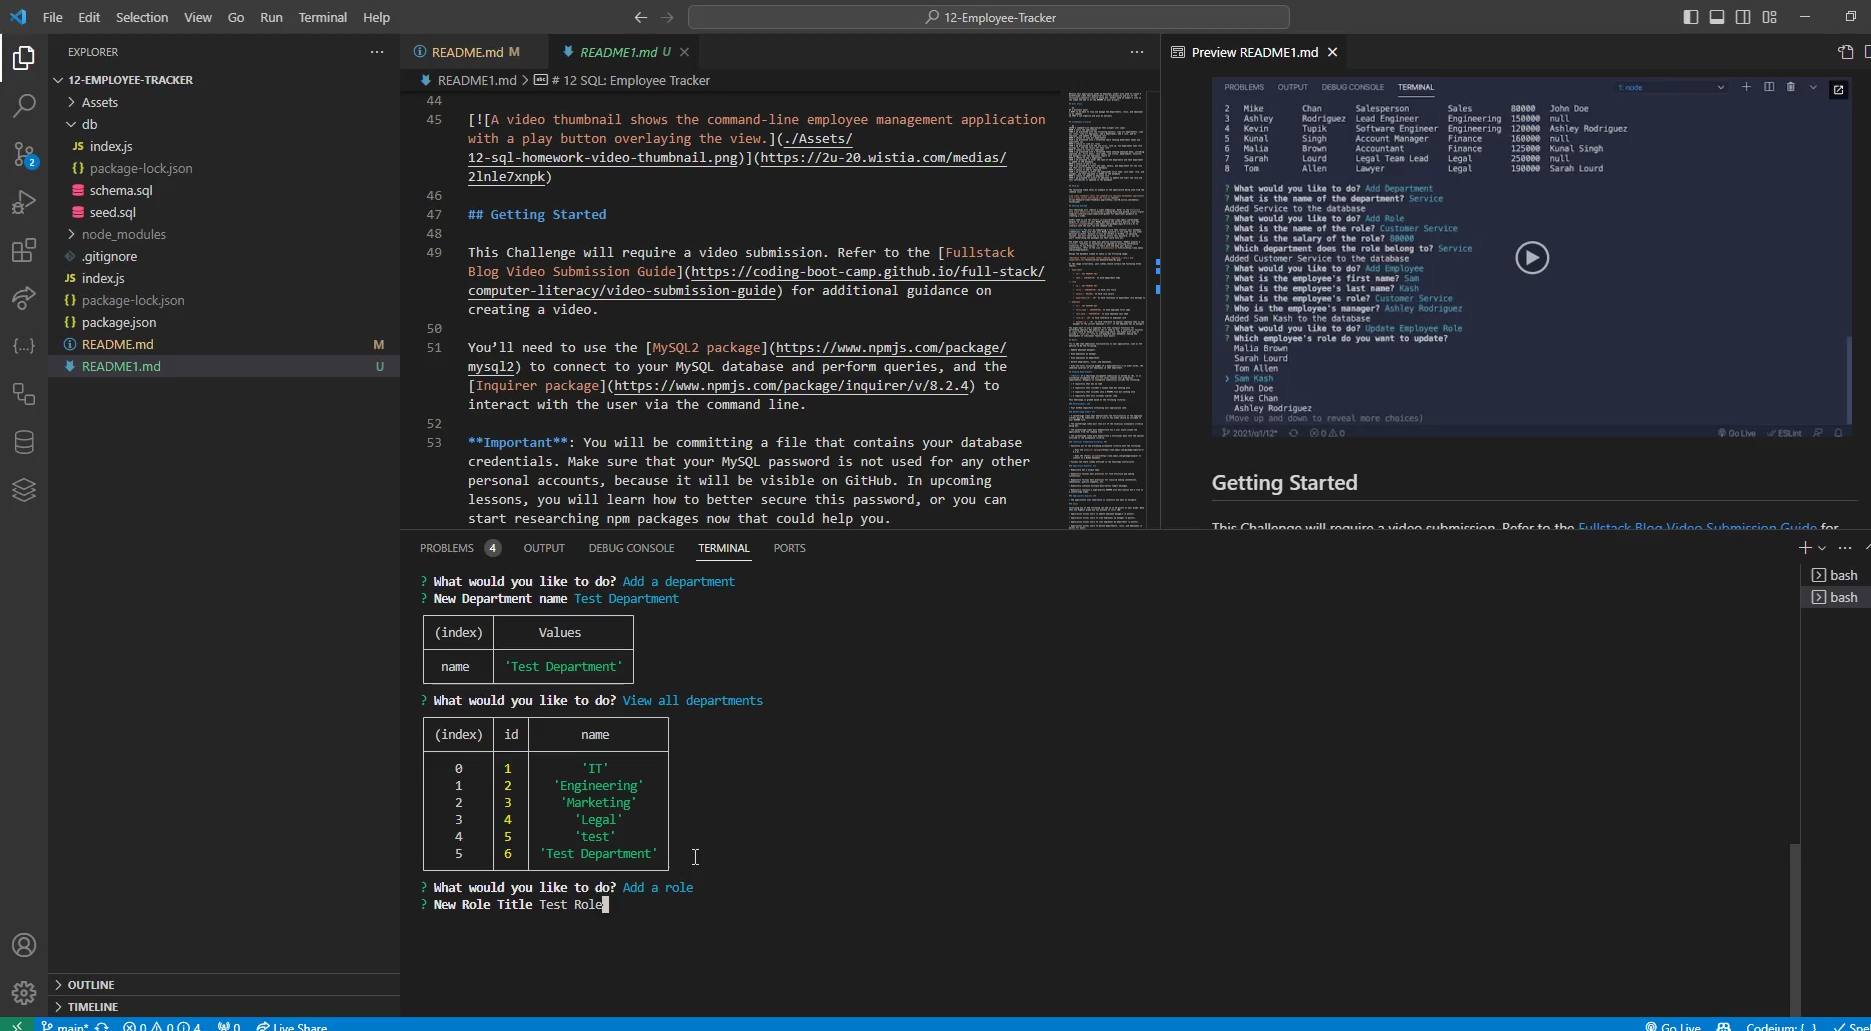 File Edit Selection View Go Run Terminal Help
12-Employee-Tracker
EXPLORER
12-EMPLOYEE-TRACKER
Assets
db
JS index.js
{} package-lock.json
schema.sql
seed.sql
node_modules
.gitignore
JS index.js
{} package-lock.json
{} package.json
README.md M
README1.md U
OUTLINE
TIMELINE
README.md M
README1.md U
README1.md > # 12 SQL: Employee Tracker
44
45 [![A video thumbnail shows the command-line employee management application
with a play button overlaying the view.](./Assets/
12-sql-homework-video-thumbnail.png)](https://2u-20.wistia.com/medias/
2lnle7xnpk)
46
47 ## Getting Started
48
49 This Challenge will require a video submission. Refer to the [Fullstack
Blog Video Submission Guide](https://coding-boot-camp.github.io/full-stack/
computer-literacy/video-submission-guide) for additional guidance on
creating a video.
50
51 You’ll need to use the [MySQL2 package](https://www.npmjs.com/package/
mysql2) to connect to your MySQL database and perform queries, and the
[Inquirer package](https://www.npmjs.com/package/inquirer/v/8.2.4) to
interact with the user via the command line.
52
53 **Important**: You will be committing a file that contains your database
credentials. Make sure that your MySQL password is not used for any other
personal accounts, because it will be visible on GitHub. In upcoming
lessons, you will learn how to better secure this password, or you can
start researching npm packages now that could help you.
Preview README1.md
PROBLEMS OUTPUT DEBUG CONSOLE TERMINAL 1: node
2 Mike Chan Salesperson Sales 80000 John Doe
3 Ashley Rodriguez Lead Engineer Engineering 150000 null
4 Kevin Tupik Software Engineer Engineering 120000 Ashley Rodriguez
5 Kunal Singh Account Manager Finance 160000 null
6 Malia Brown Accountant Finance 125000 Kunal Singh
7 Sarah Lourd Legal Team Lead Legal 250000 null
8 Tom Allen Lawyer Legal 190000 Sarah Lourd
? What would you like to do? Add Department
? What is the name of the department? Service
Added Service to the database
? What would you like to do? Add Role
? What is the name of the role? Customer Service
? What is the salary of the role? 80000
? Which department does the role belong to? Service
Added Customer Service to the database
? What would you like to do? Add Employee
? What is the employee's first name? Sam
? What is the employee's last name? Kash
? What is the employee's role? Customer Service
? Who is the employee's manager? Ashley Rodriguez
Added Sam Kash to the database
? What would you like to do? Update Employee Role
? Which employee's role do you want to update?
Malia Brown
Sarah Lourd
Tom Allen
> Sam Kash
John Doe
Mike Chan
Ashley Rodriguez
(Move up and down to reveal more choices)
2021/q1/12* 0 0 Go Live ESLint
Getting Started
This Challenge will require a video submission. Refer to the Fullstack Blog Video Submission Guide for
PROBLEMS 4 OUTPUT DEBUG CONSOLE TERMINAL PORTS
? What would you like to do? Add a department
? New Department name Test Department
(index) Values
name 'Test Department'
? What would you like to do? View all departments
(index) id name
0 1 'IT'
1 2 'Engineering'
2 3 'Marketing'
3 4 'Legal'
4 5 'test'
5 6 'Test Department'
? What would you like to do? Add a role
? New Role Title Test Role
bash
bash
2
main* 0 0 4 0 Live Share
Go Live Codeium: {..}